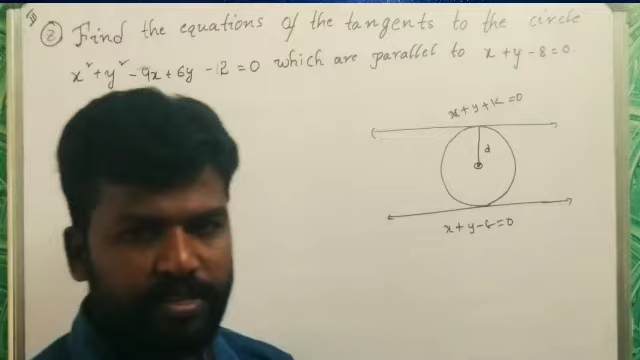 ② Find the equations of the tangents to the circle
x² + y² - 9x + 6y - 12 = 0 which are parallel to x + y - 8 = 0.
x + y + k = 0
d
x + y - 8 = 0